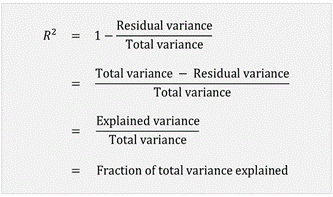 R² = 1 − Residual variance / Total variance
= Total variance − Residual variance / Total variance
= Explained variance / Total variance
= Fraction of total variance explained